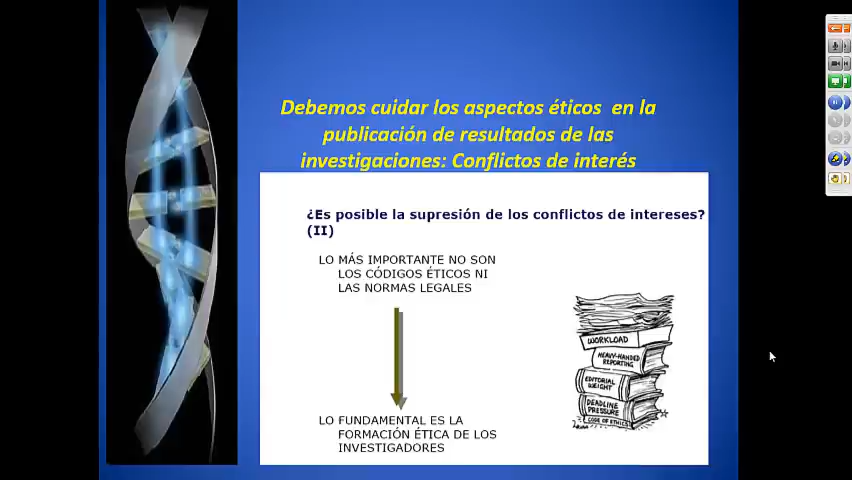 Debemos cuidar los aspectos éticos en la
publicación de resultados de las
investigaciones: Conflictos de interés
¿Es posible la supresión de los conflictos de intereses?
(II)
LO MÁS IMPORTANTE NO SON
LOS CÓDIGOS ÉTICOS NI
LAS NORMAS LEGALES
LO FUNDAMENTAL ES LA
FORMACIÓN ÉTICA DE LOS
INVESTIGADORES
WORKLOAD
HEAVY-HANDED
REPORTING
EDITORIAL
WEIGHT
DEADLINE
PRESSURE
CODE OF ETHICS